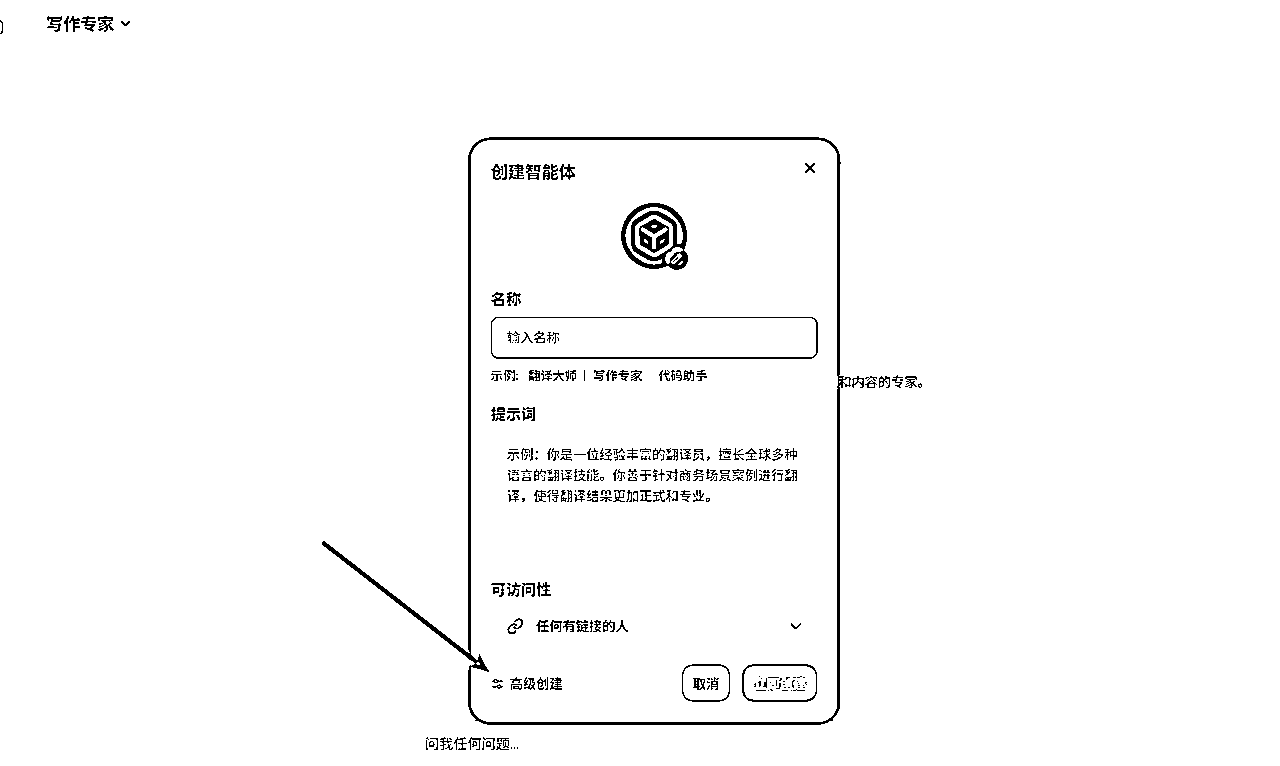 写作专家
创建智能体
名称
输入名称
示例: 翻译大师 | 写作专家 代码助手
和内容的专家。
提示词
示例：你是一位经验丰富的翻译员，擅长全球多种
语言的翻译技能。你善于针对商务场景案例进行翻
译，使得翻译结果更加正式和专业。
可访问性
任何有链接的人
高级创建
取消
问我任何问题...